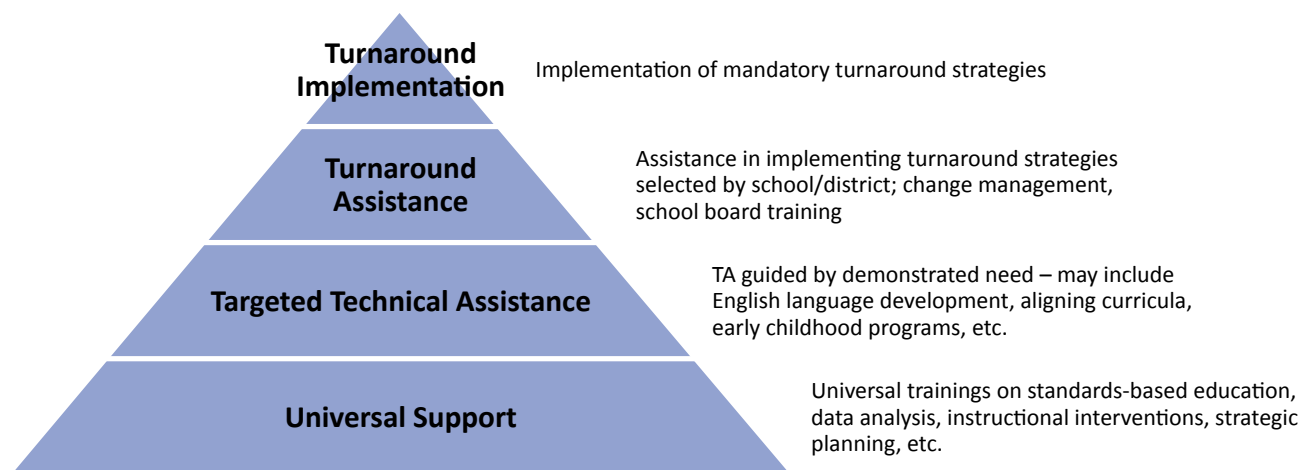 Turnaround
Implementation
Implementation of mandatory turnaround strategies
Turnaround
Assistance
Assistance in implementing turnaround strategies
selected by school/district; change management,
school board training
Targeted Technical Assistance
TA guided by demonstrated need – may include
English language development, aligning curricula,
early childhood programs, etc.
Universal Support
Universal trainings on standards-based education,
data analysis, instructional interventions, strategic
planning, etc.